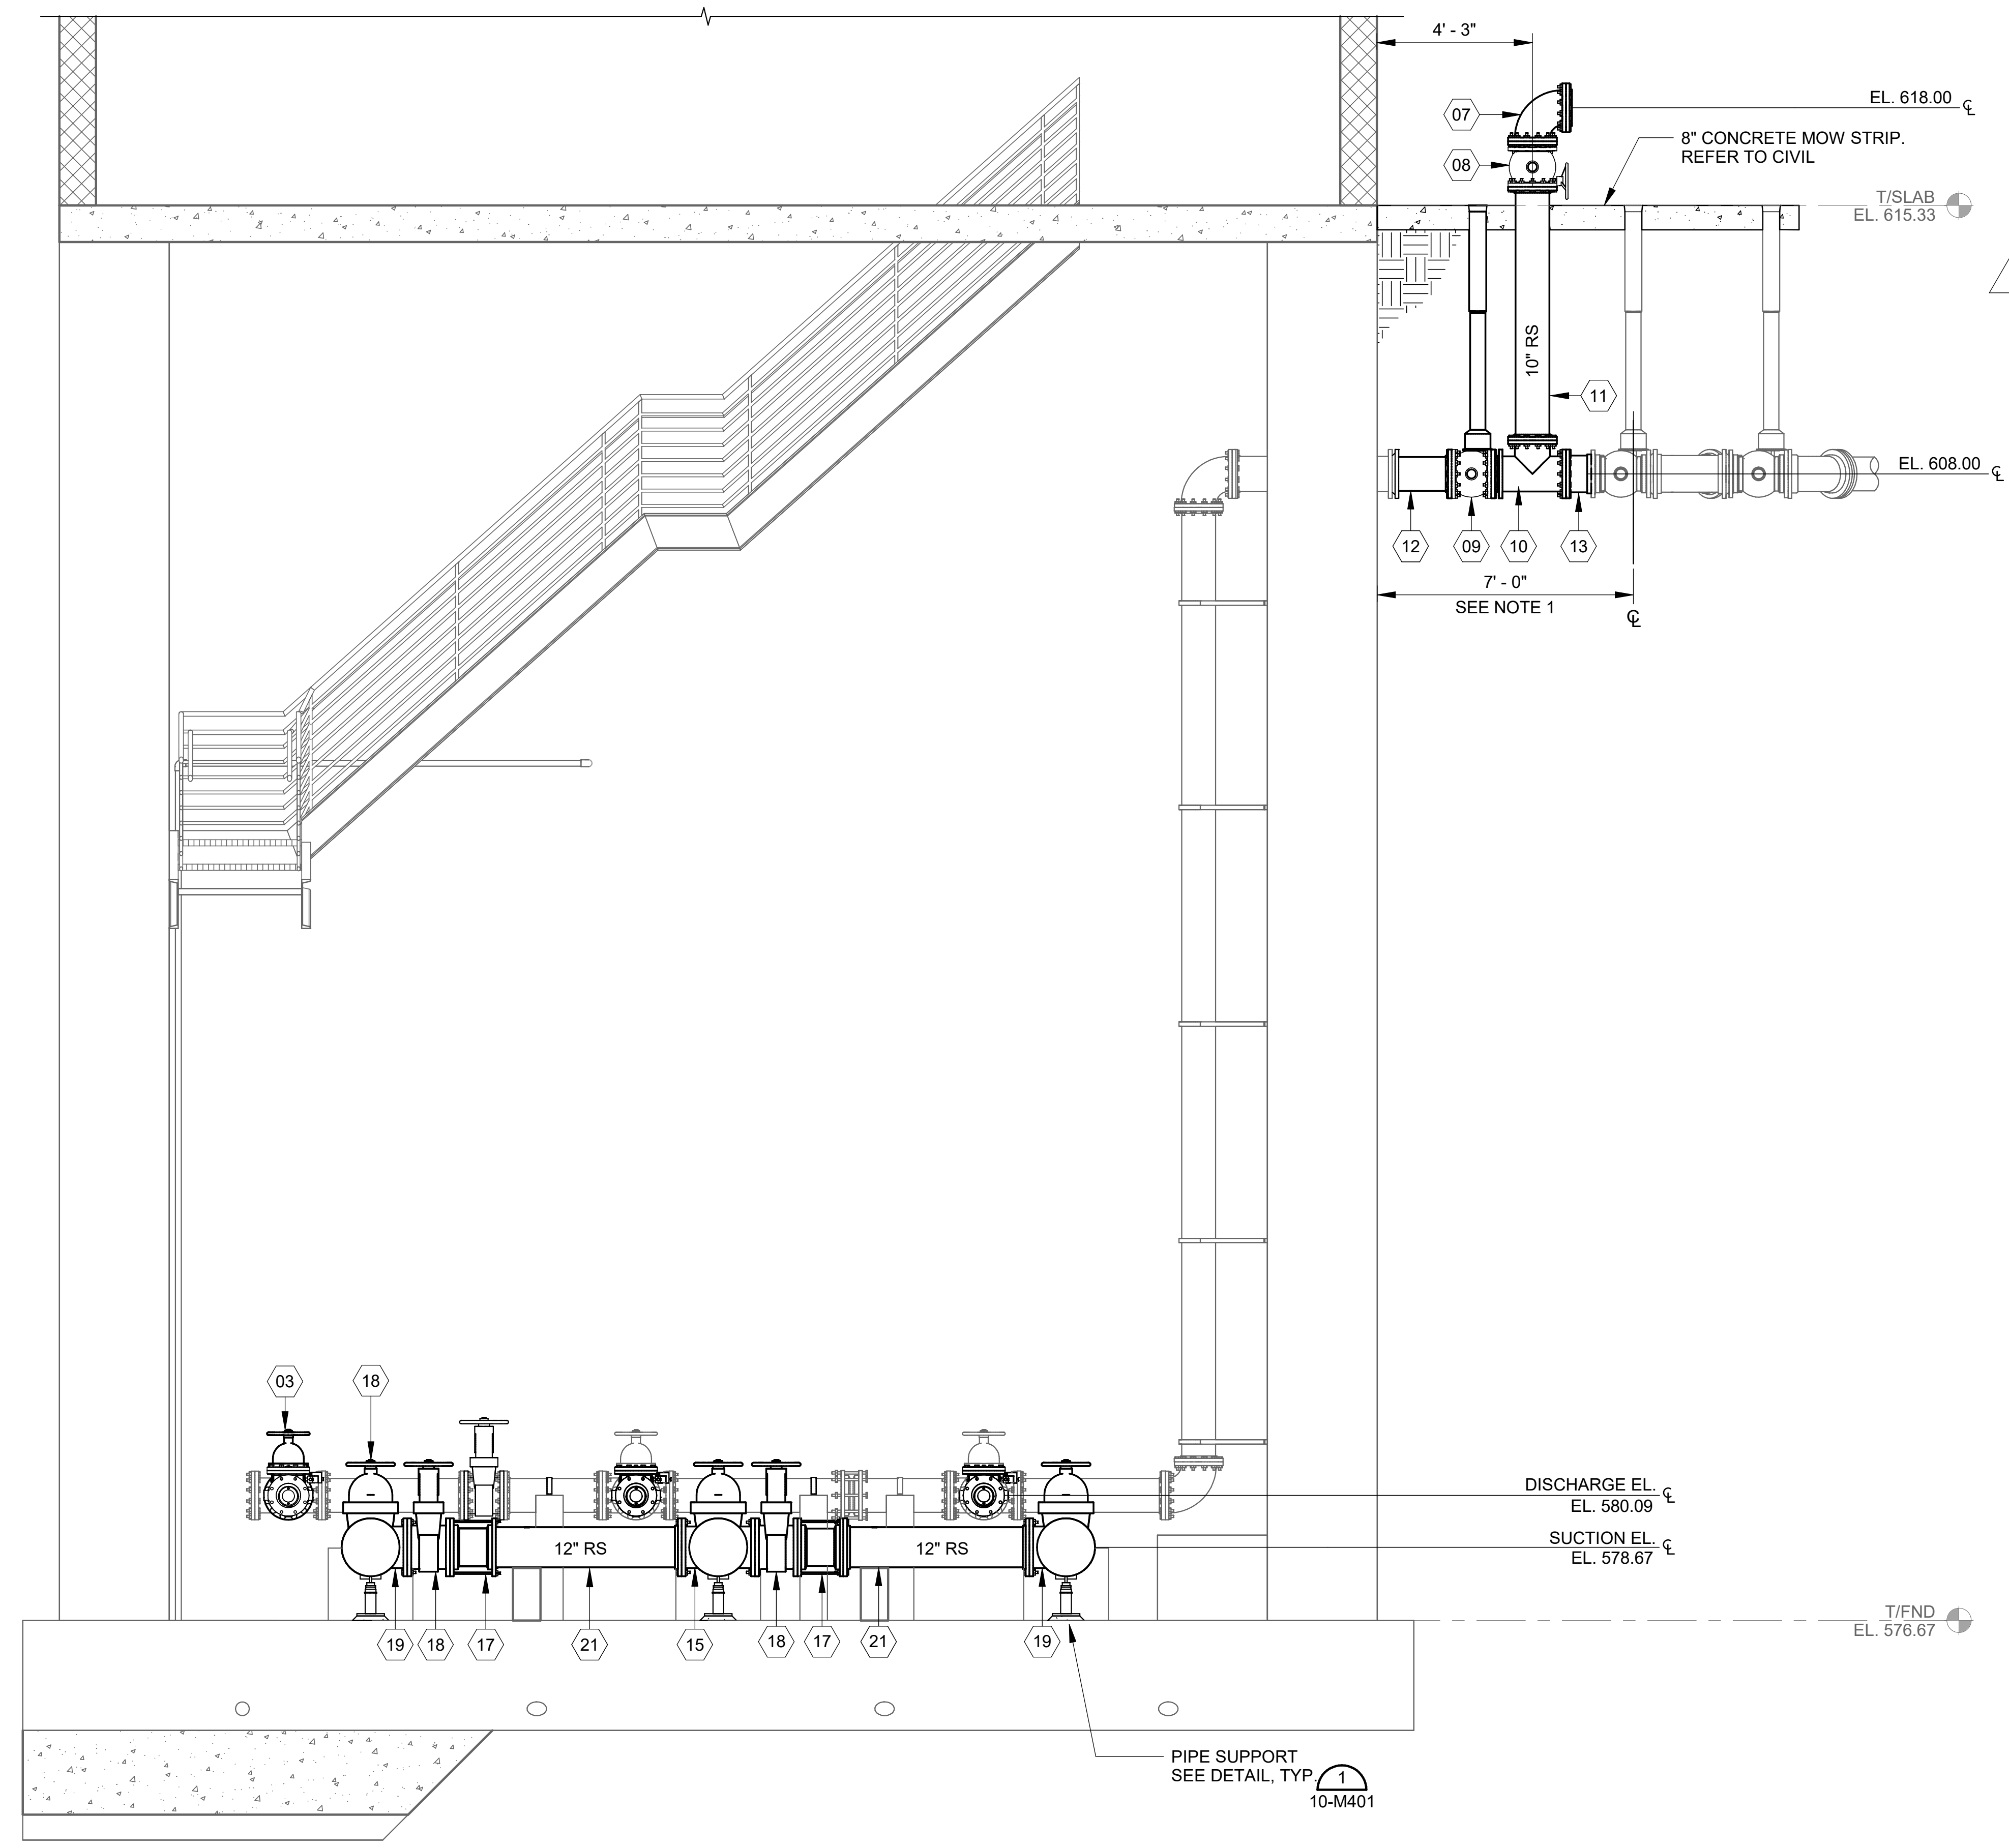 4' - 3"
EL. 618.00 ℄
07
8" CONCRETE MOW STRIP.
REFER TO CIVIL
08
T/SLAB
EL. 615.33
10" RS
11
EL. 608.00 ℄
12
09
10
13
7' - 0"
SEE NOTE 1
℄
03
18
DISCHARGE EL. ℄
EL. 580.09
SUCTION EL. ℄
EL. 578.67
12" RS
12" RS
T/FND
EL. 576.67
19
18
17
21
15
18
17
21
19
PIPE SUPPORT
SEE DETAIL, TYP.
1
10-M401